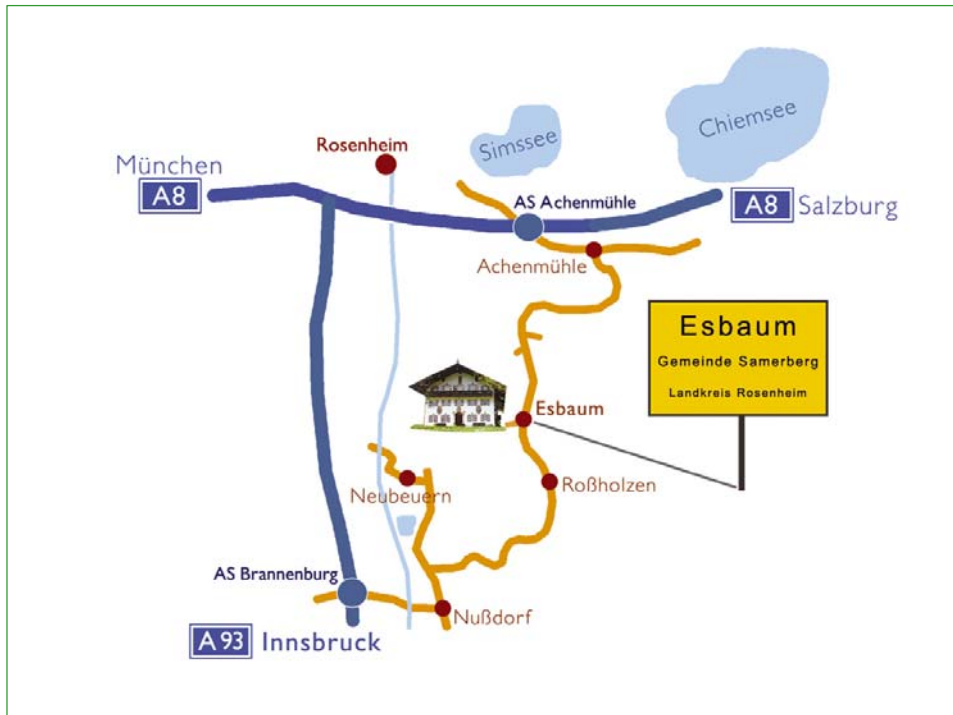 Chiemsee
Simssee
Rosenheim
München
A8
AS Achenmühle
A8 Salzburg
Achenmühle
Esbaum
Gemeinde Samerberg
Landkreis Rosenheim
Esbaum
Roßholzen
Neubeuern
AS Brannenburg
Nußdorf
A 93 Innsbruck